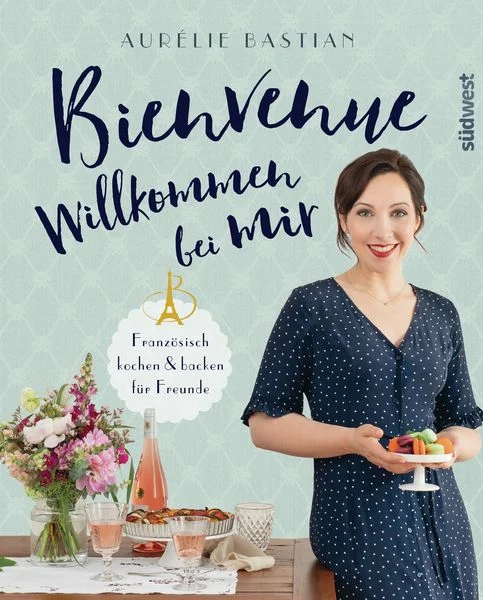 AURÉLIE BASTIAN
Bienvenue
Willkommen
bei mir
südwest
B
Französisch
kochen & backen
für Freunde